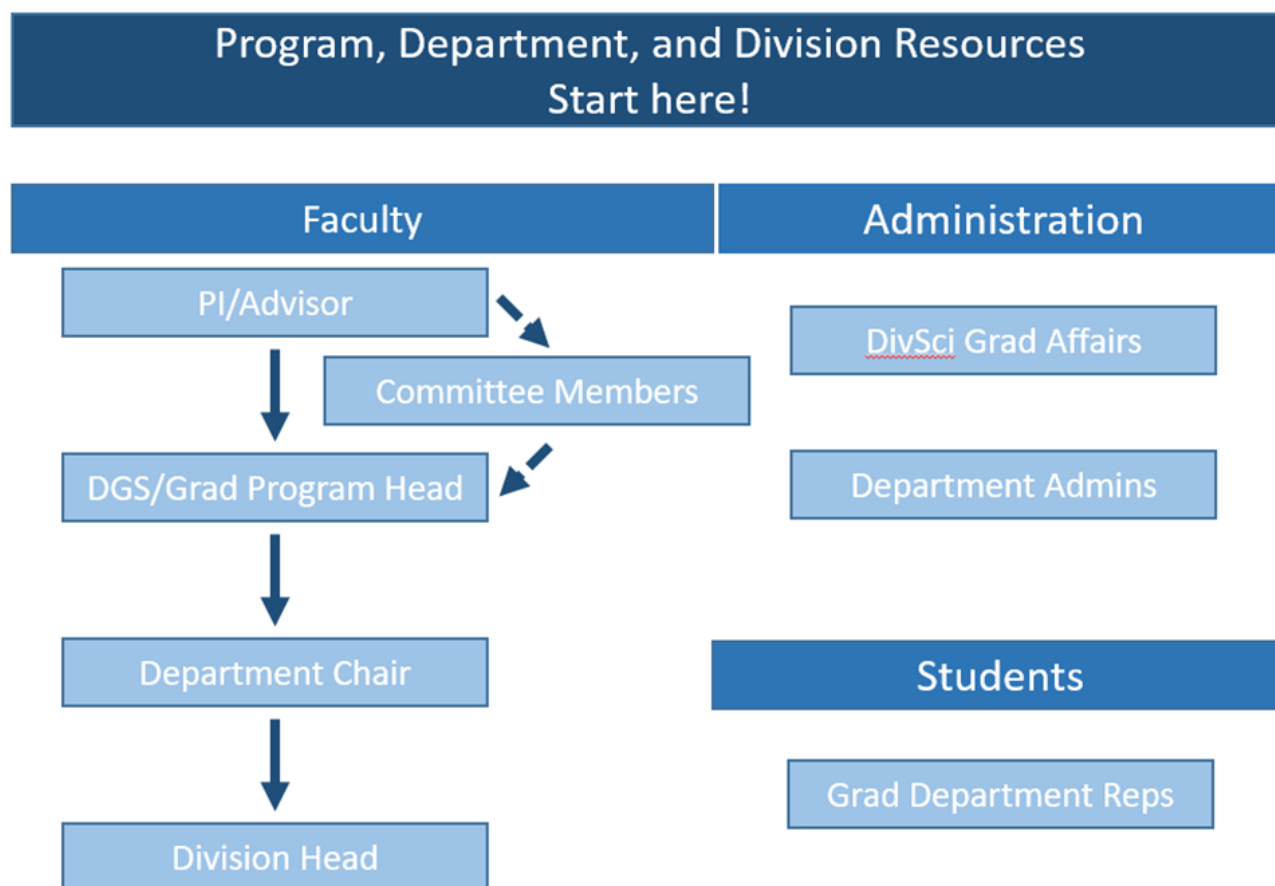 Program, Department, and Division Resources
Start here!
Faculty
PI/Advisor
Committee Members
DGS/Grad Program Head
Department Chair
Division Head
Administration
DivSci Grad Affairs
Department Admins
Students
Grad Department Reps